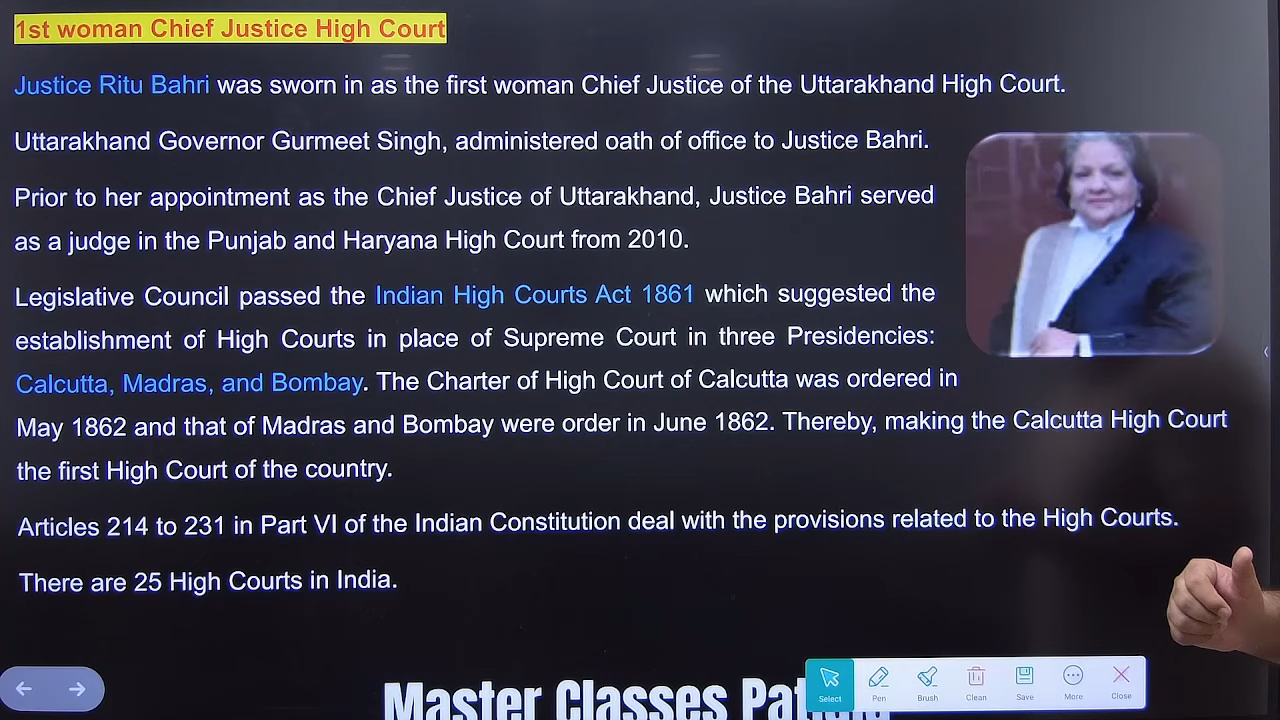 1st woman Chief Justice High Court
Justice Ritu Bahri was sworn in as the first woman Chief Justice of the Uttarakhand High Court.
Uttarakhand Governor Gurmeet Singh, administered oath of office to Justice Bahri.
Prior to her appointment as the Chief Justice of Uttarakhand, Justice Bahri served
as a judge in the Punjab and Haryana High Court from 2010.
Legislative Council passed the Indian High Courts Act 1861 which suggested the
establishment of High Courts in place of Supreme Court in three Presidencies:
Calcutta, Madras, and Bombay. The Charter of High Court of Calcutta was ordered in
May 1862 and that of Madras and Bombay were order in June 1862. Thereby, making the Calcutta High Court
the first High Court of the country.
Articles 214 to 231 in Part VI of the Indian Constitution deal with the provisions related to the High Courts.
There are 25 High Courts in India.
Master Classes
Select Pen Brush Clean Save More Close